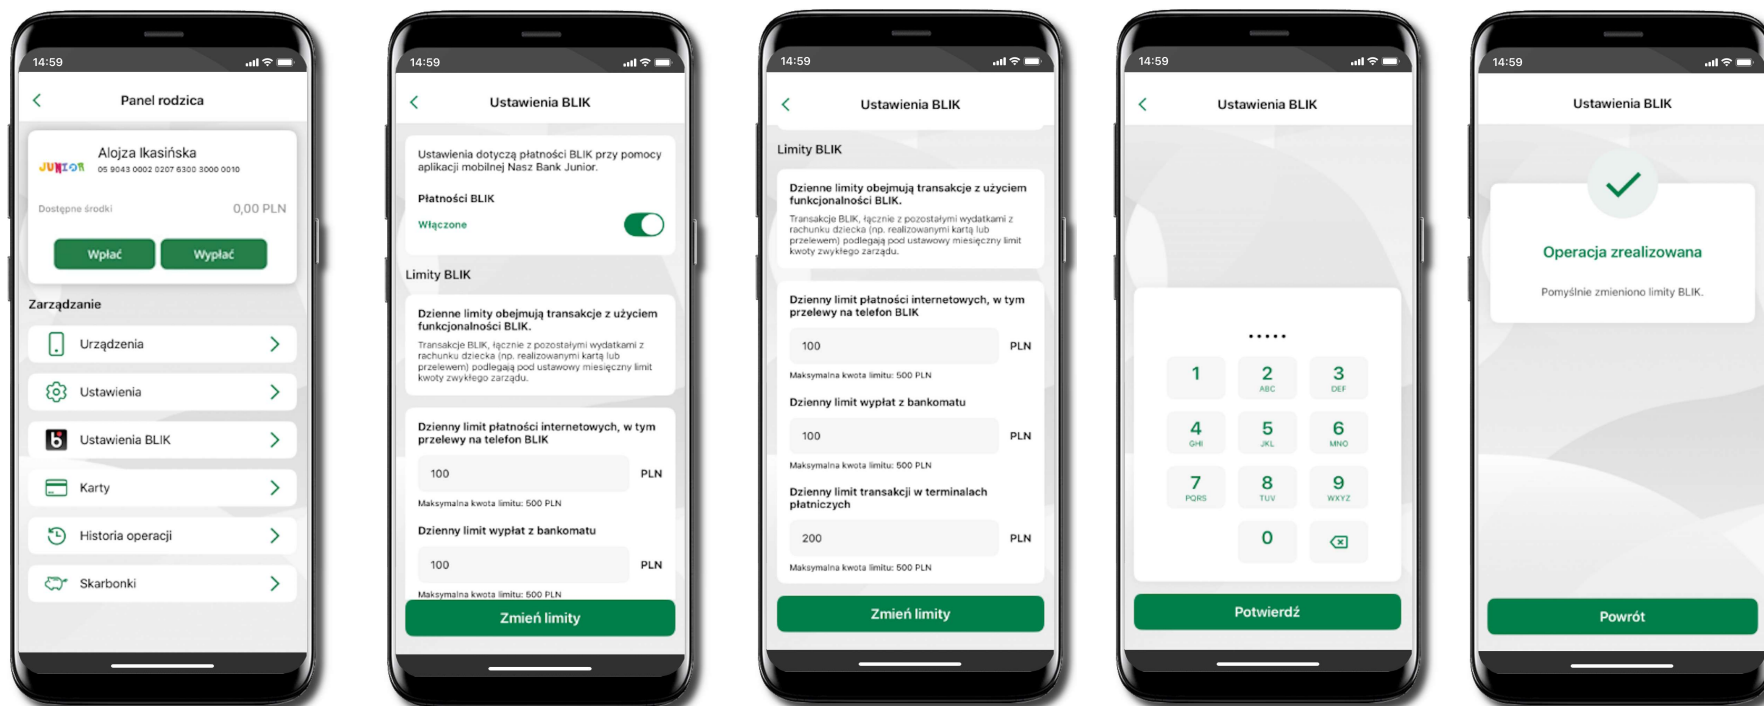 14:59
Panel rodzica
JUNIOR
Alojza Ikasińska
05 9043 0002 0207 6300 3000 0010
Dostępne środki
0,00 PLN
Wpłać
Wypłać
Zarządzanie
Urządzenia
Ustawienia
Ustawienia BLIK
Karty
Historia operacji
Skarbonki
14:59
Ustawienia BLIK
Ustawienia dotyczą płatności BLIK przy pomocy
aplikacji mobilnej Nasz Bank Junior.
Płatności BLIK
Włączone
Limity BLIK
Dzienne limity obejmują transakcje z użyciem
funkcjonalności BLIK.
Transakcje BLIK, łącznie z pozostałymi wydatkami z
rachunku dziecka (np. realizowanymi kartą lub
przelewem) podlegają pod ustawowy miesięczny limit
kwoty zwykłego zarządu.
Dzienny limit płatności internetowych, w tym
przelewy na telefon BLIK
100 PLN
Maksymalna kwota limitu: 500 PLN
Dzienny limit wypłat z bankomatu
100 PLN
Maksymalna kwota limitu: 500 PLN
Zmień limity
14:59
Ustawienia BLIK
Limity BLIK
Dzienne limity obejmują transakcje z użyciem
funkcjonalności BLIK.
Transakcje BLIK, łącznie z pozostałymi wydatkami z
rachunku dziecka (np. realizowanymi kartą lub
przelewem) podlegają pod ustawowy miesięczny limit
kwoty zwykłego zarządu.
Dzienny limit płatności internetowych, w tym
przelewy na telefon BLIK
100 PLN
Maksymalna kwota limitu: 500 PLN
Dzienny limit wypłat z bankomatu
100 PLN
Maksymalna kwota limitu: 500 PLN
Dzienny limit transakcji w terminalach
płatniczych
200 PLN
Maksymalna kwota limitu: 500 PLN
Zmień limity
14:59
Ustawienia BLIK
•••••
1 2 3
ABC DEF
4 5 6
GHI JKL MNO
7 8 9
PQRS TUV WXYZ
0
Potwierdź
14:59
Ustawienia BLIK
Operacja zrealizowana
Pomyślnie zmieniono limity BLIK.
Powrót